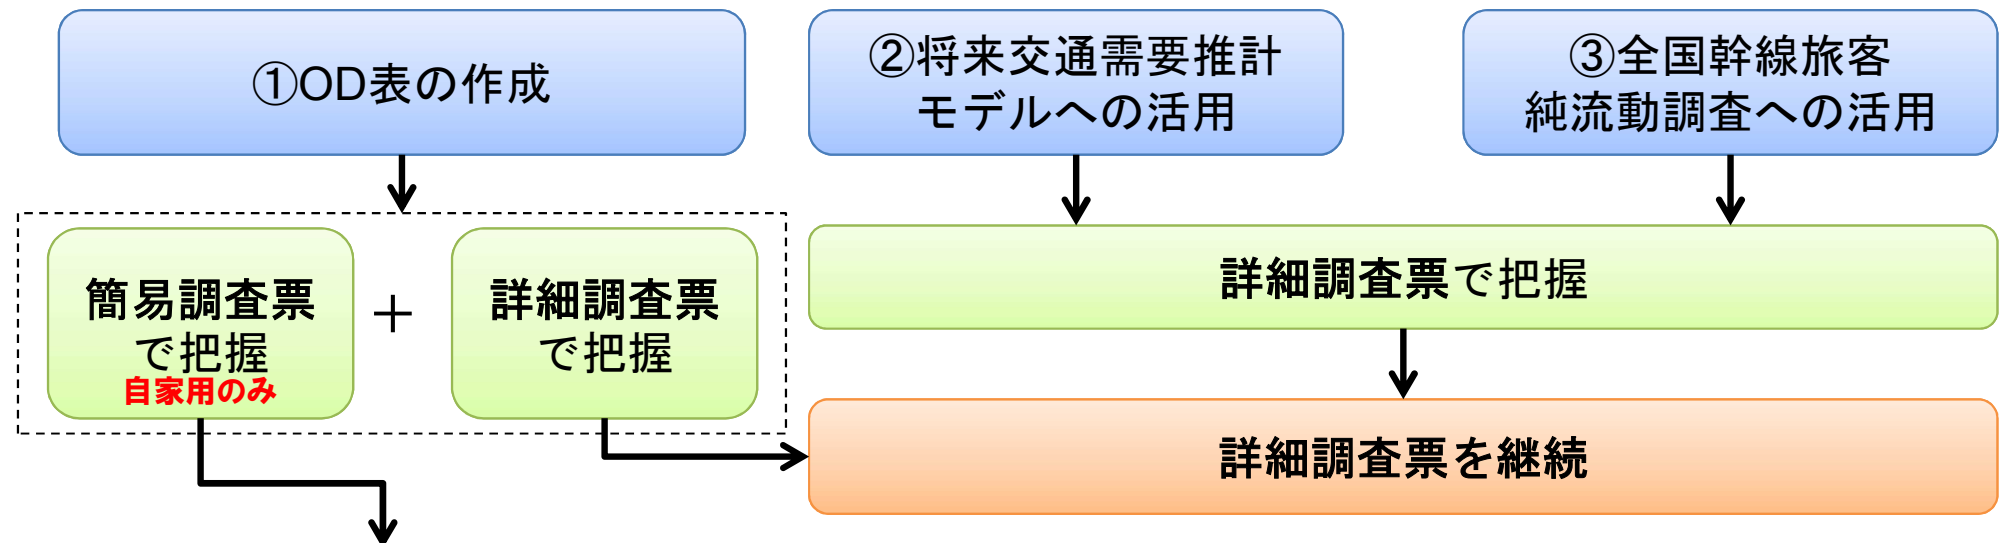 ①OD表の作成
②将来交通需要推計
モデルへの活用
③全国幹線旅客
純流動調査への活用
簡易調査票
で把握
自家用のみ
＋
詳細調査票
で把握
詳細調査票で把握
詳細調査票を継続